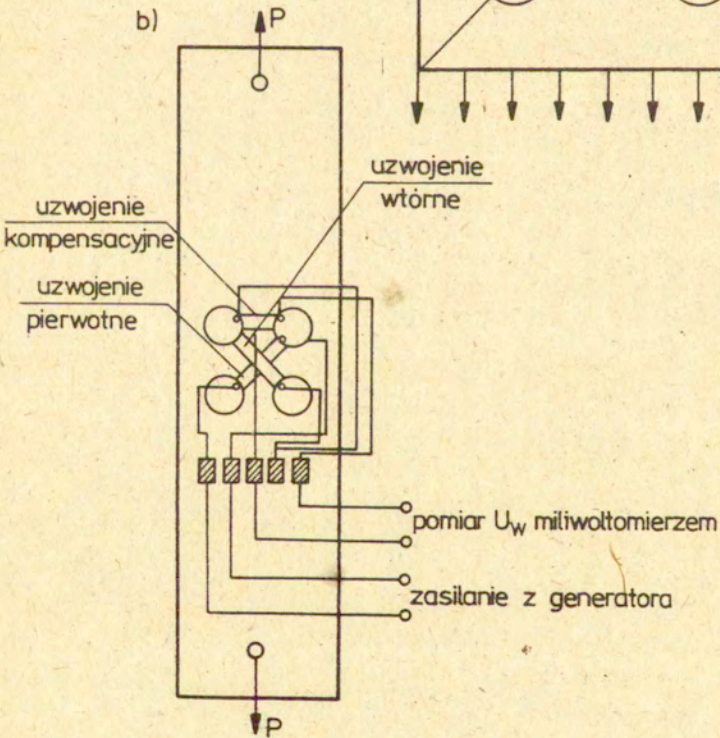 b)
P
uzwojenie
wtórne
uzwojenie
kompensacyjne
uzwojenie
pierwotne
pomiar U_W miliwoltomierzem
zasilanie z generatora
P